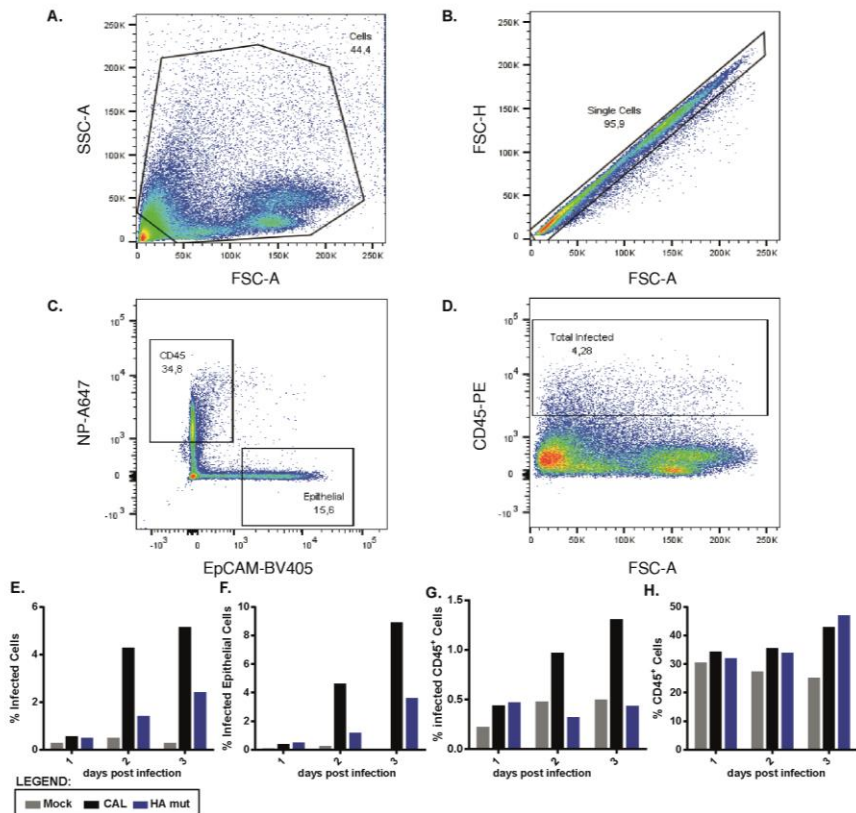 A.
Cells
44,4
250K
200K
150K
100K
50K
0
SSC-A
0 50K 100K 150K 200K 250K
FSC-A
B.
Single Cells
95,9
250K
200K
150K
100K
50K
0
FSC-H
0 50K 100K 150K 200K 250K
FSC-A
C.
CD45
34,8
Epithelial
15,6
10^5
10^4
10^3
0
-10^3
NP-A647
-10^3 0 10^3 10^4 10^5
EpCAM-BV405
D.
Total Infected
4,28
10^5
10^4
10^3
0
-10^3
CD45-PE
0 50K 100K 150K 200K 250K
FSC-A
E.
% Infected Cells
6
4
2
0
1 2 3
days post infection
F.
% Infected Epithelial Cells
10
8
6
4
2
0
1 2 3
days post infection
G.
% infected CD45+ Cells
1.5
1.0
0.5
0.0
1 2 3
days post infection
H.
% CD45+ Cells
50
40
30
20
10
0
1 2 3
days post infection
LEGEND:
Mock CAL HA mut